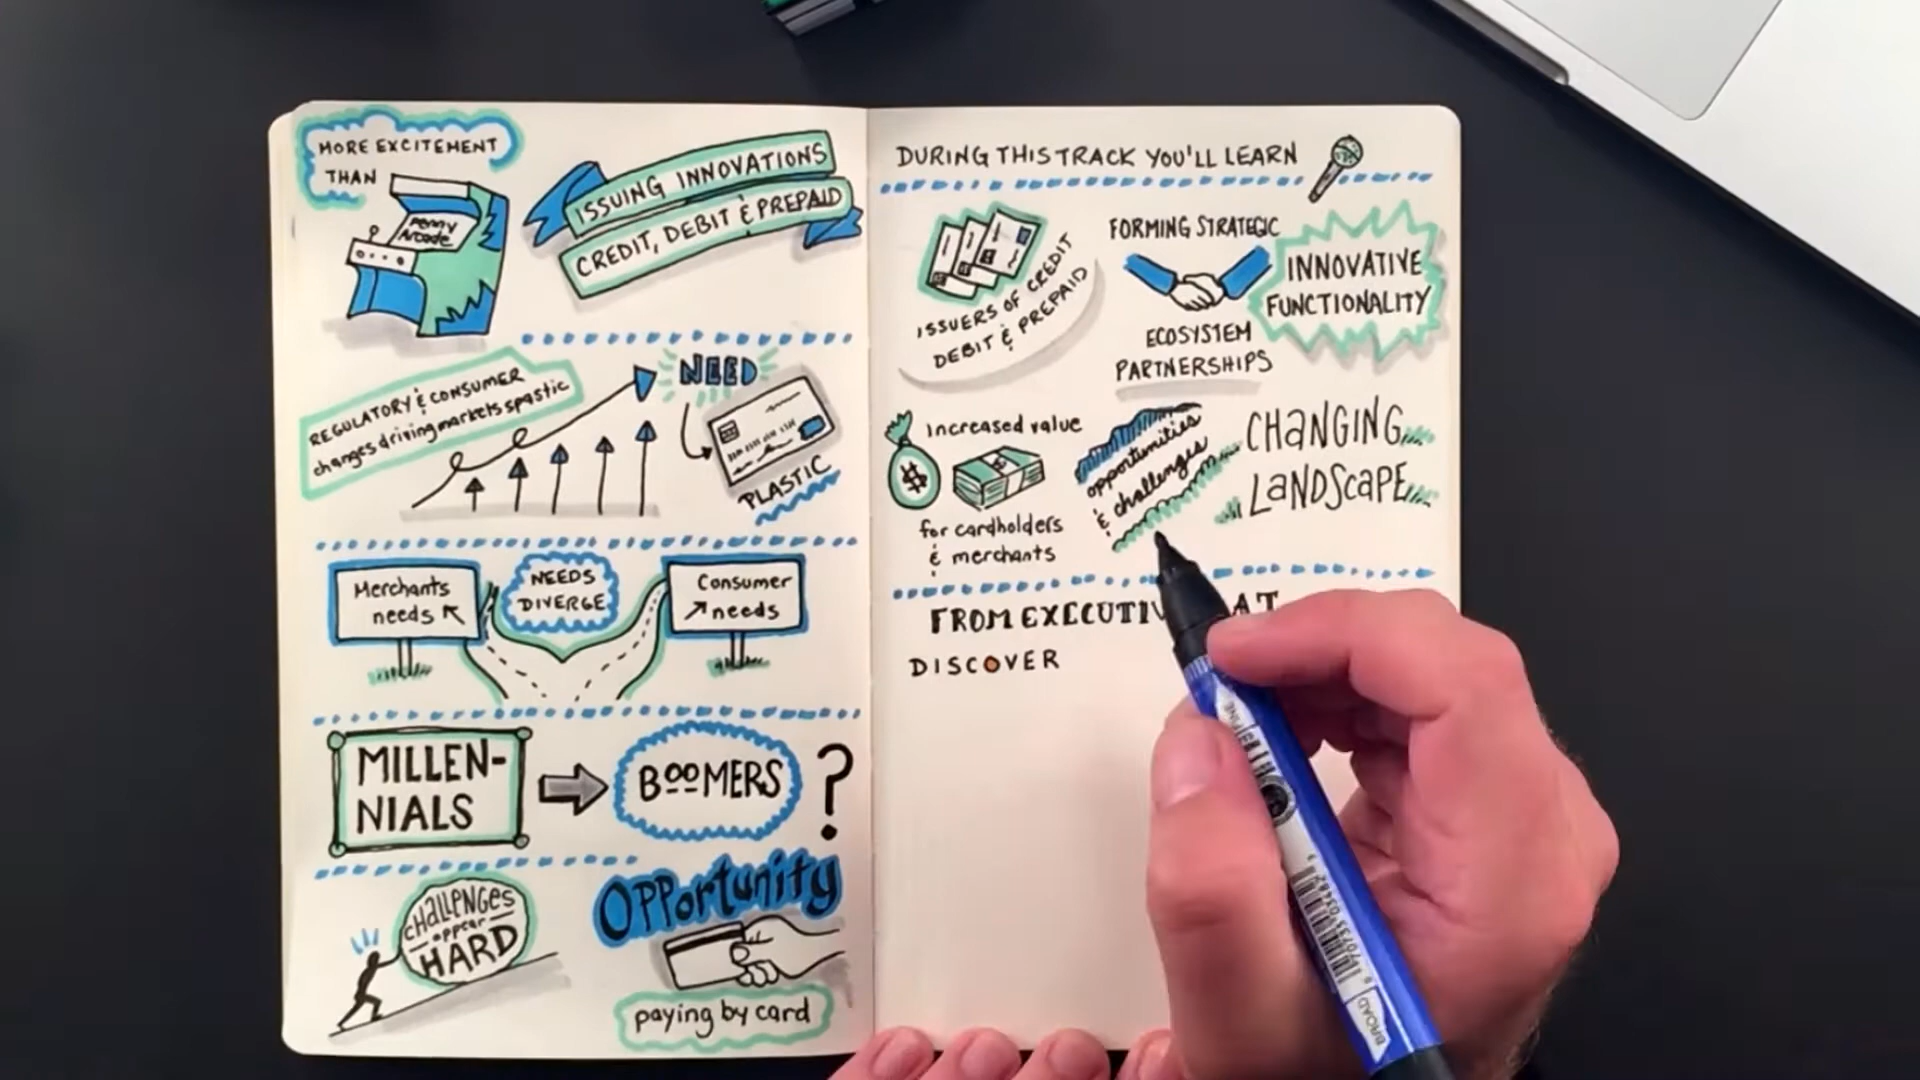 MORE EXCITEMENT
THAN
Penny
Arcade
ISSUING INNOVATIONS
CREDIT, DEBIT & PREPAID
REGULATORY & CONSUMER
changes driving markets spastic
NEED
PLASTIC
Merchants
needs
NEEDS
DIVERGE
Consumer
needs
MILLEN-
NIALS
BOOMERS
?
CHALLENGES
appear
HARD
OPPortunity
paying by card
DURING THIS TRACK YOU'LL LEARN
ISSUERS OF CREDIT
DEBIT & PREPAID
FORMING STRATEGIC
ECOSYSTEM
PARTNERSHIPS
INNOVATIVE
FUNCTIONALITY
$
Increased value
for cardholders
& merchants
opportunities
& challenges
CHANGING
LANDSCAPE
FROM AT
DISCOVER
FINE
BROAD